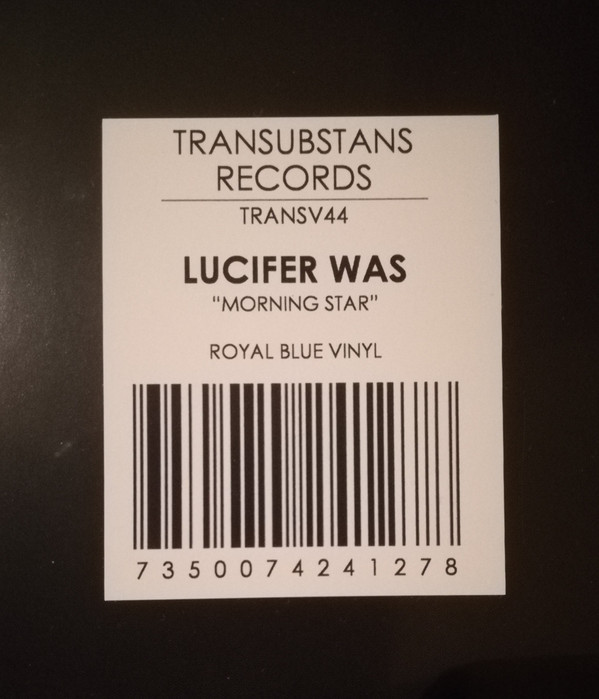 TRANSUBSTANS
RECORDS
TRANSV44
LUCIFER WAS
“MORNING STAR”
ROYAL BLUE VINYL
7350074241278